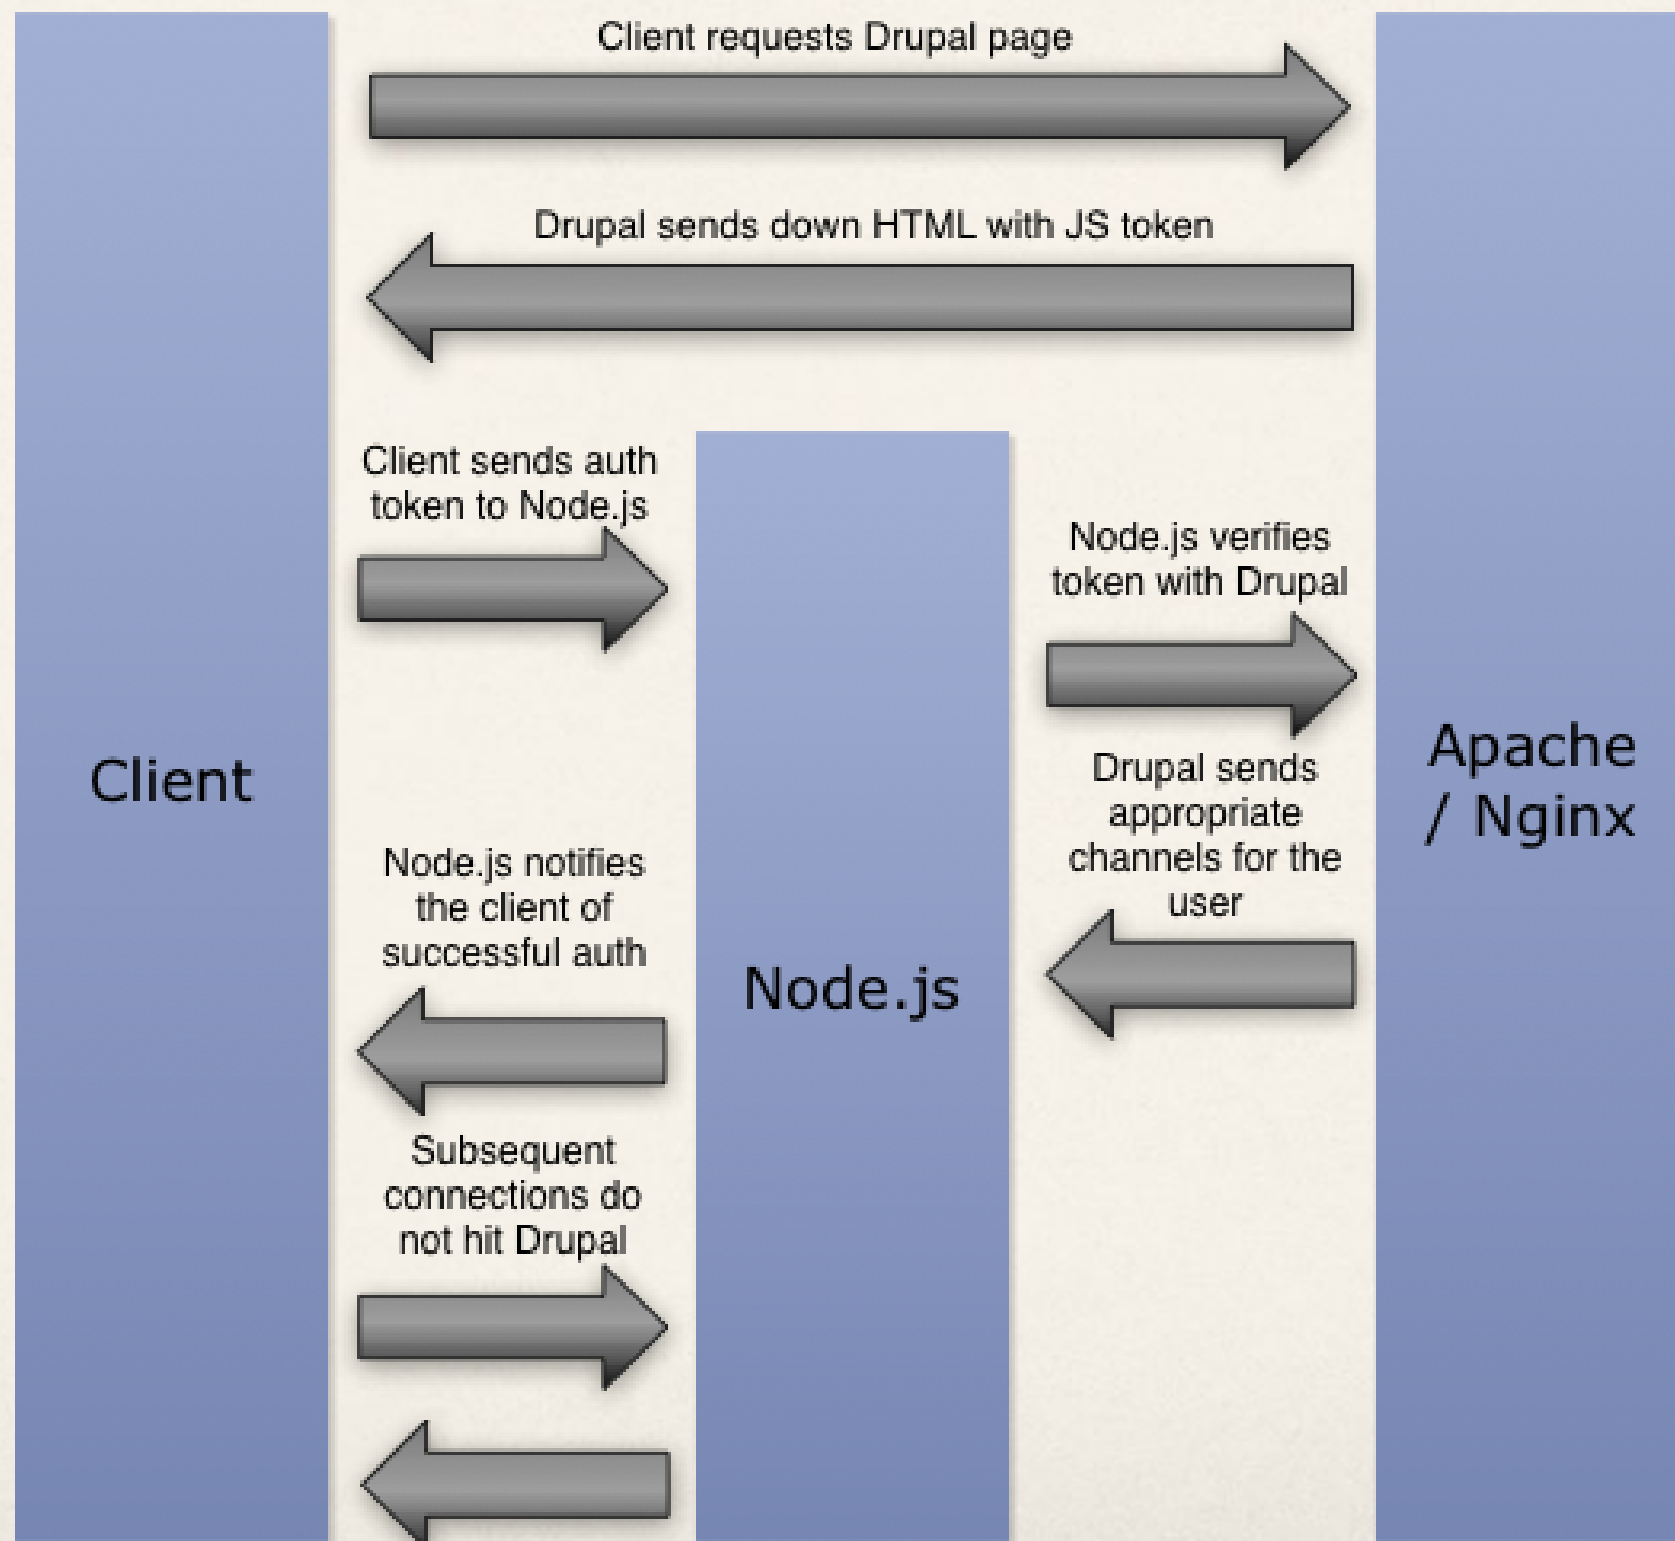 Client requests Drupal page
Drupal sends down HTML with JS token
Client sends auth
token to Node.js
Node.js verifies
token with Drupal
Client
Apache
/ Nginx
Drupal sends
appropriate
channels for the
user
Node.js notifies
the client of
successful auth
Node.js
Subsequent
connections do
not hit Drupal